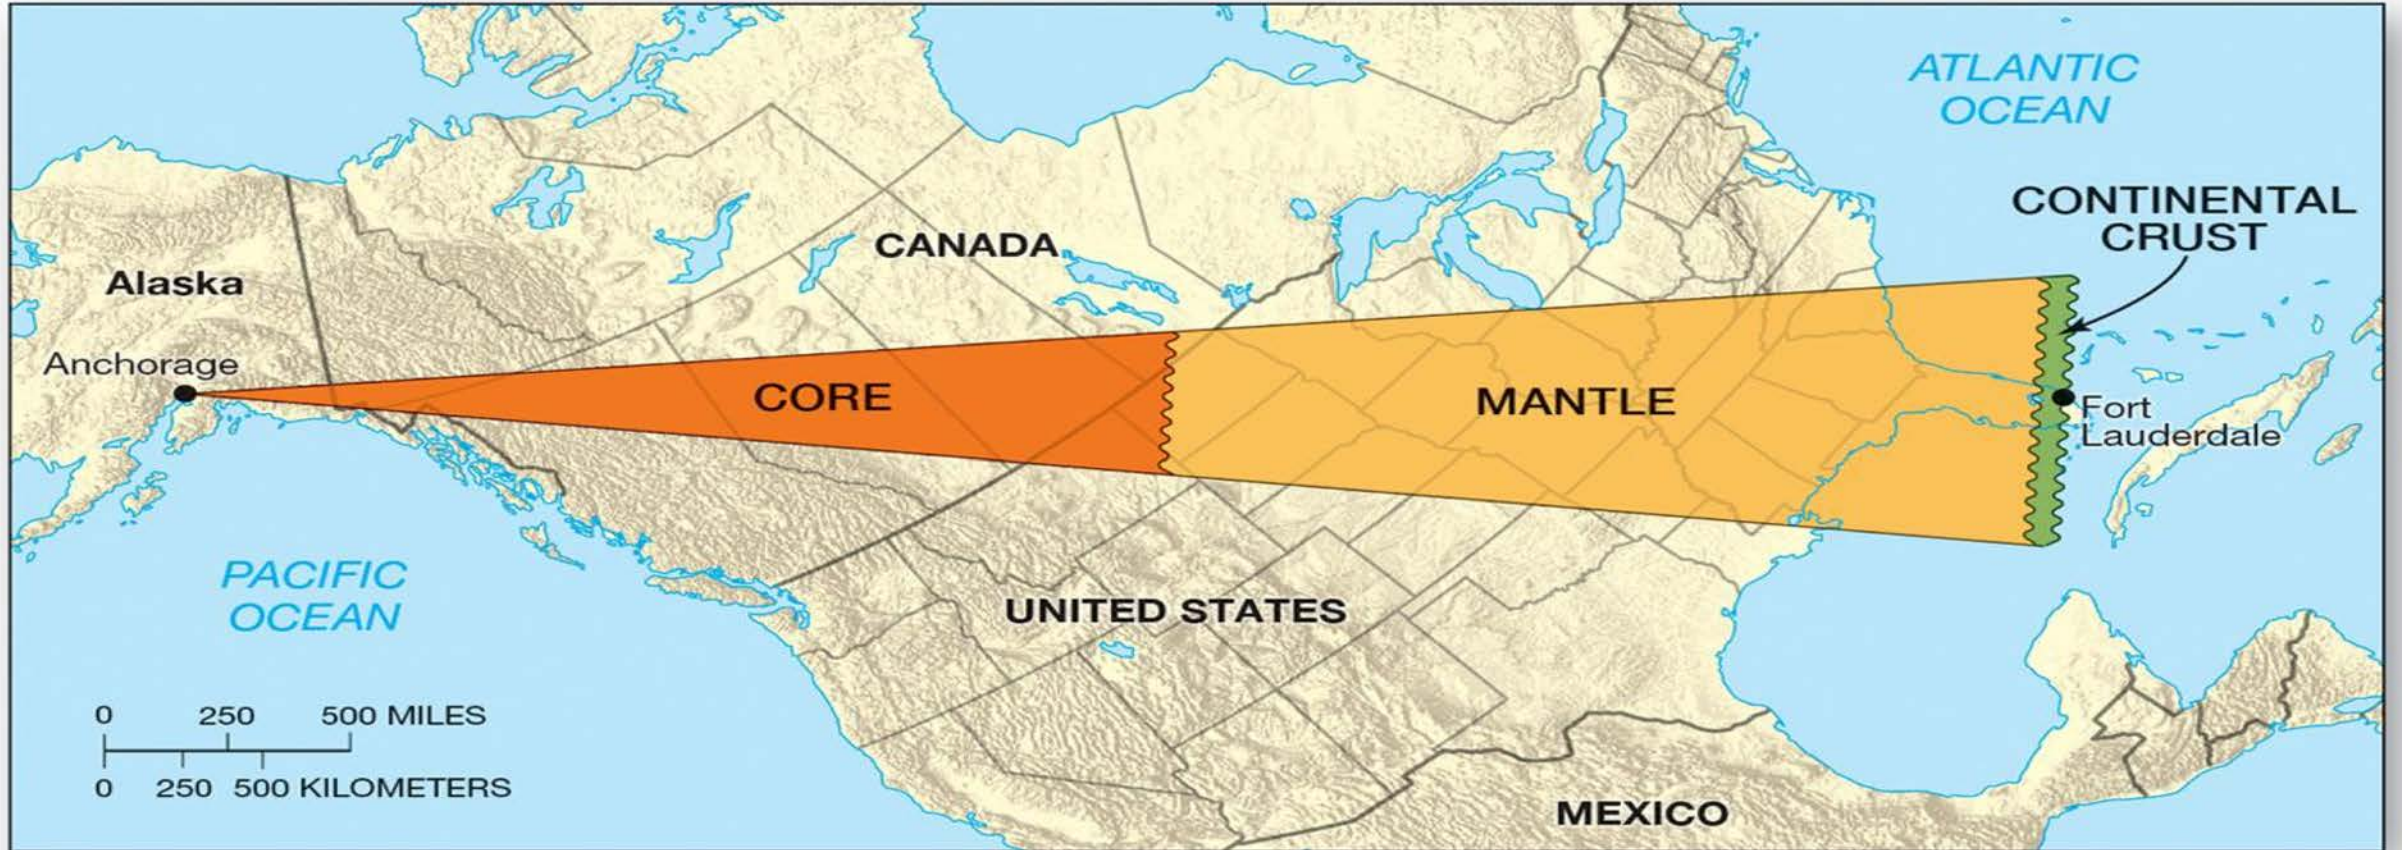 ATLANTIC
OCEAN
CONTINENTAL
CRUST
CANADA
Alaska
Anchorage
CORE
MANTLE
Fort
Lauderdale
PACIFIC
OCEAN
UNITED STATES
0 250 500 MILES
0 250 500 KILOMETERS
MEXICO